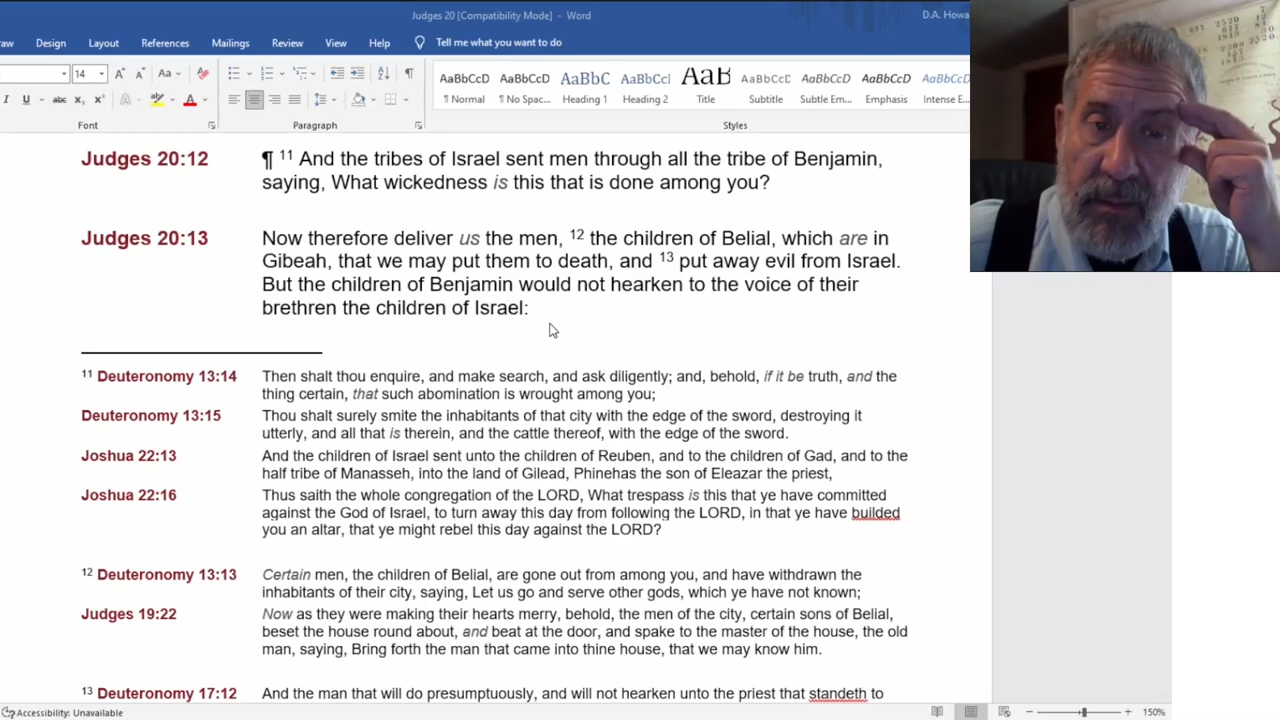 Judges 20 [Compatibility Mode] - Word
D.A. Howa
aw Design Layout References Mailings Review View Help Tell me what you want to do
14 A A Aa
I U abc x₂ x² A A
AaBbCcD AaBbCcD AaBbC AaBbCcI AaB AaBbCcD AaBbCcD AaBbCcD AaBbCcD
¶ Normal ¶ No Spac... Heading 1 Heading 2 Title Subtitle Subtle Em... Emphasis Intense E...
Font Paragraph Styles
Judges 20:12 ¶ 11 And the tribes of Israel sent men through all the tribe of Benjamin,
saying, What wickedness is this that is done among you?
Judges 20:13 Now therefore deliver us the men, 12 the children of Belial, which are in
Gibeah, that we may put them to death, and 13 put away evil from Israel.
But the children of Benjamin would not hearken to the voice of their
brethren the children of Israel:
11 Deuteronomy 13:14 Then shalt thou enquire, and make search, and ask diligently; and, behold, if it be truth, and the
thing certain, that such abomination is wrought among you;
Deuteronomy 13:15 Thou shalt surely smite the inhabitants of that city with the edge of the sword, destroying it
utterly, and all that is therein, and the cattle thereof, with the edge of the sword.
Joshua 22:13 And the children of Israel sent unto the children of Reuben, and to the children of Gad, and to the
half tribe of Manasseh, into the land of Gilead, Phinehas the son of Eleazar the priest,
Joshua 22:16 Thus saith the whole congregation of the LORD, What trespass is this that ye have committed
against the God of Israel, to turn away this day from following the LORD, in that ye have builded
you an altar, that ye might rebel this day against the LORD?
12 Deuteronomy 13:13 Certain men, the children of Belial, are gone out from among you, and have withdrawn the
inhabitants of their city, saying, Let us go and serve other gods, which ye have not known;
Judges 19:22 Now as they were making their hearts merry, behold, the men of the city, certain sons of Belial,
beset the house round about, and beat at the door, and spake to the master of the house, the old
man, saying, Bring forth the man that came into thine house, that we may know him.
13 Deuteronomy 17:12 And the man that will do presumptuously, and will not hearken unto the priest that standeth to
Accessibility: Unavailable
150%